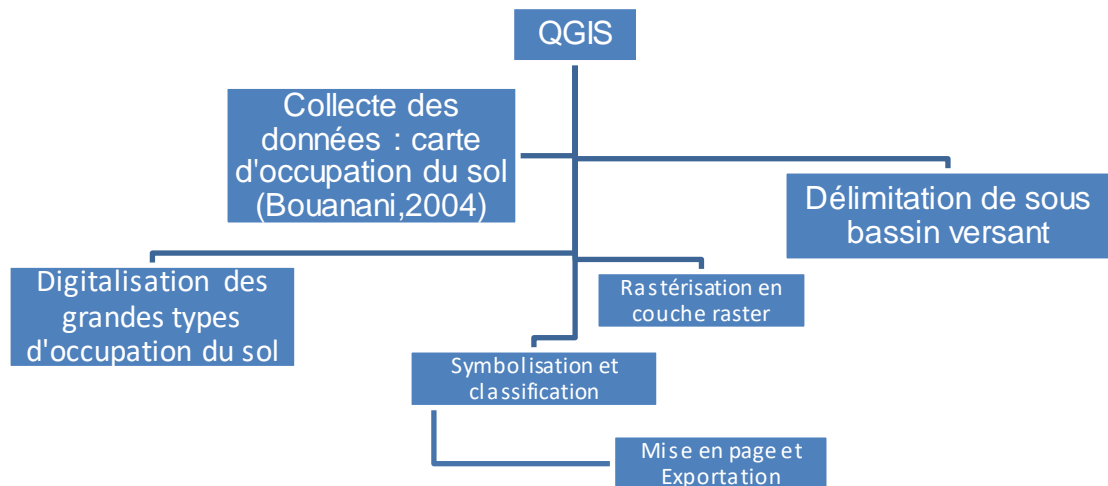 QGIS
Collecte des
données : carte
d'occupation du sol
(Bouanani,2004)
Délimitation de sous
bassin versant
Digitalisation des
grandes types
d'occupation du sol
Rastérisation en
couche raster
Symbolisation et
classification
Mise en page et
Exportation